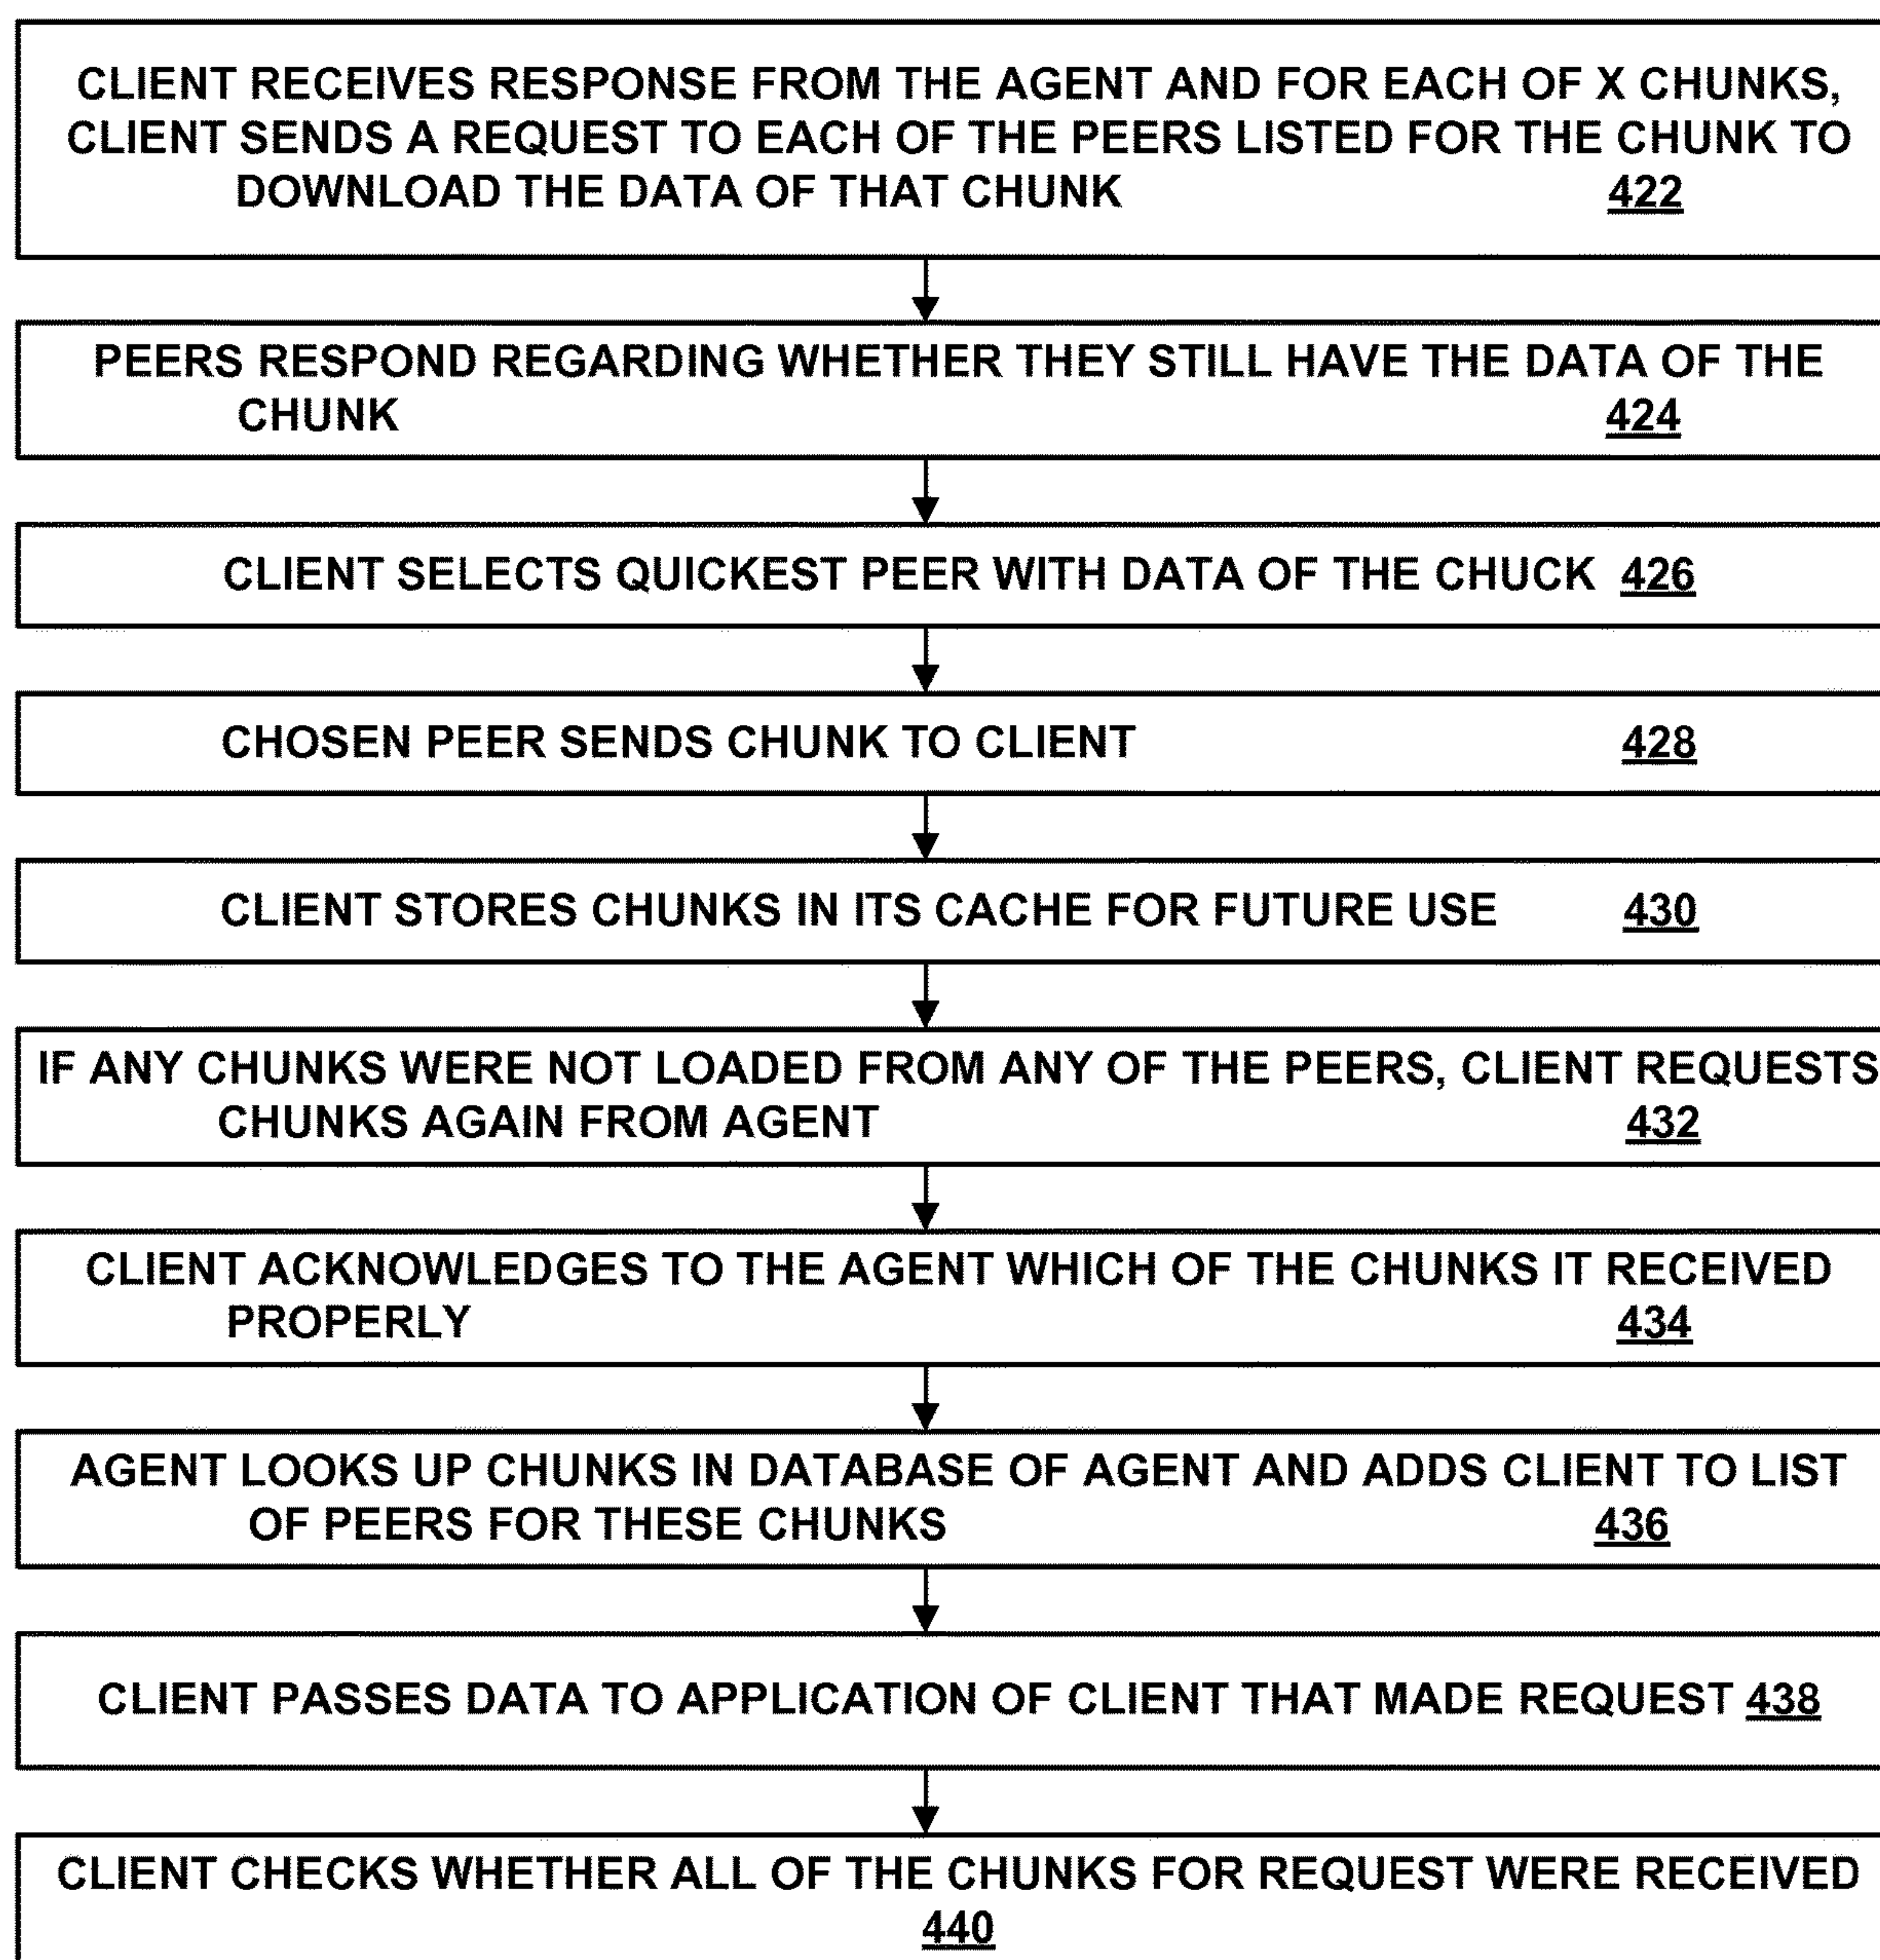 CLIENT RECEIVES RESPONSE FROM THE AGENT AND FOR EACH OF X CHUNKS,
CLIENT SENDS A REQUEST TO EACH OF THE PEERS LISTED FOR THE CHUNK TO
DOWNLOAD THE DATA OF THAT CHUNK 422
PEERS RESPOND REGARDING WHETHER THEY STILL HAVE THE DATA OF THE
CHUNK 424
CLIENT SELECTS QUICKEST PEER WITH DATA OF THE CHUCK 426
CHOSEN PEER SENDS CHUNK TO CLIENT 428
CLIENT STORES CHUNKS IN ITS CACHE FOR FUTURE USE 430
IF ANY CHUNKS WERE NOT LOADED FROM ANY OF THE PEERS, CLIENT REQUESTS
CHUNKS AGAIN FROM AGENT 432
CLIENT ACKNOWLEDGES TO THE AGENT WHICH OF THE CHUNKS IT RECEIVED
PROPERLY 434
AGENT LOOKS UP CHUNKS IN DATABASE OF AGENT AND ADDS CLIENT TO LIST
OF PEERS FOR THESE CHUNKS 436
CLIENT PASSES DATA TO APPLICATION OF CLIENT THAT MADE REQUEST 438
CLIENT CHECKS WHETHER ALL OF THE CHUNKS FOR REQUEST WERE RECEIVED
440